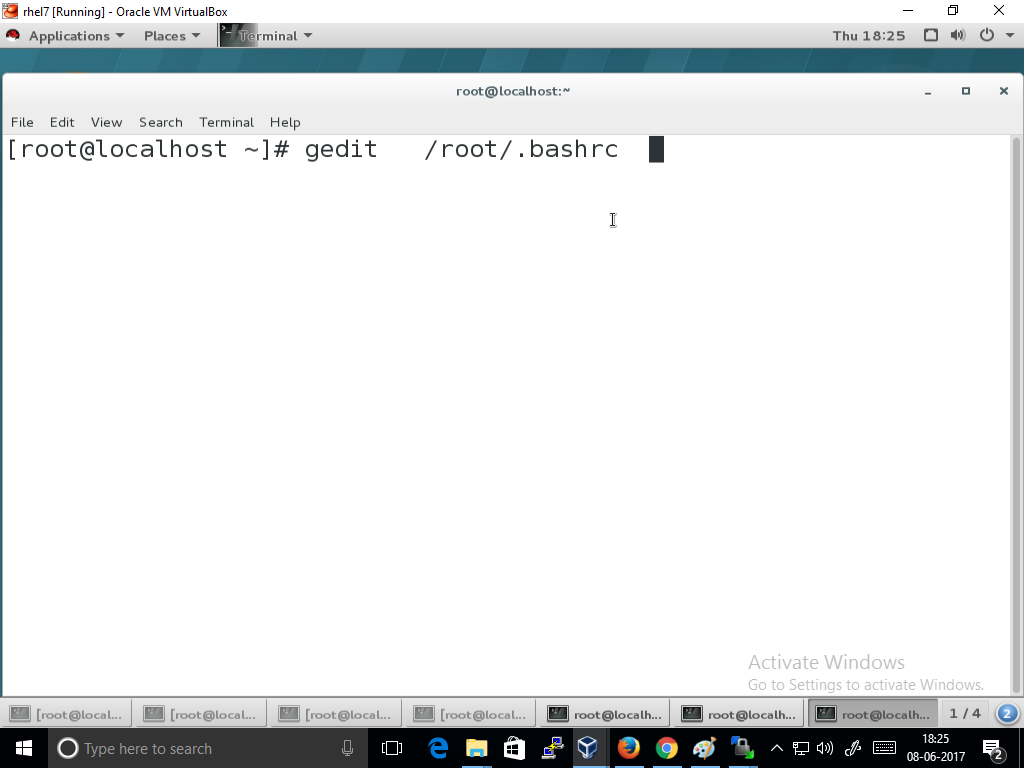 rhel7 [Running] - Oracle VM VirtualBox
Applications Places Terminal Thu 18:25
root@localhost:~
File Edit View Search Terminal Help
[root@localhost ~]# gedit   /root/.bashrc
Activate Windows
Go to Settings to activate Windows.
[root@local... [root@local... [root@local... [root@local... root@localh... root@localh... root@localh... 1 / 4 2
Type here to search 18:25
08-06-2017 2